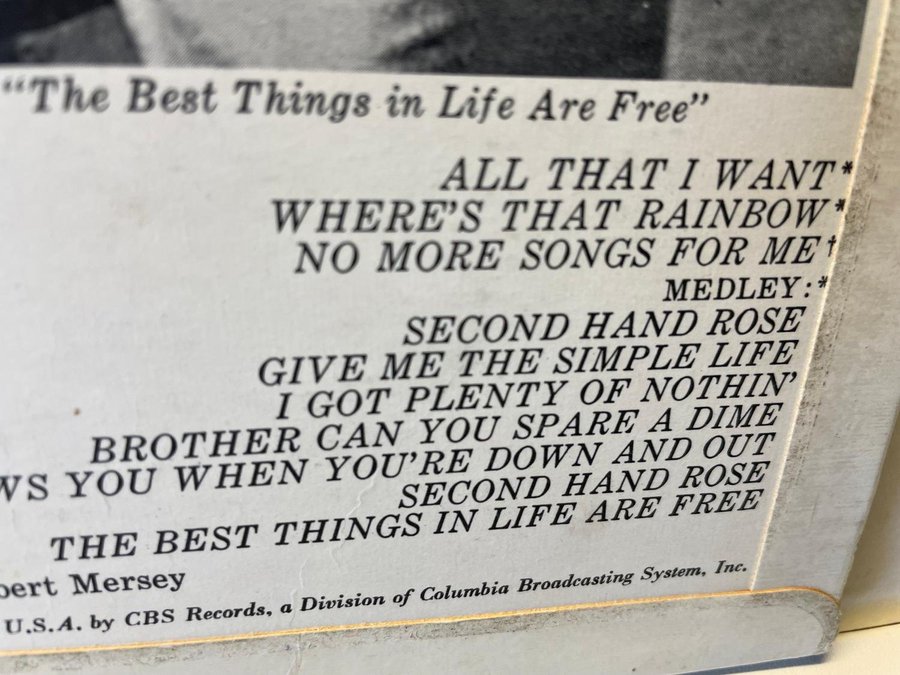 "The Best Things in Life Are Free"
ALL THAT I WANT*
WHERE'S THAT RAINBOW*
NO MORE SONGS FOR ME†
MEDLEY:*
SECOND HAND ROSE
GIVE ME THE SIMPLE LIFE
I GOT PLENTY OF NOTHIN'
BROTHER CAN YOU SPARE A DIME
WS YOU WHEN YOU'RE DOWN AND OUT
SECOND HAND ROSE
THE BEST THINGS IN LIFE ARE FREE
bert Mersey
U.S.A. by CBS Records, a Division of Columbia Broadcasting System, Inc.